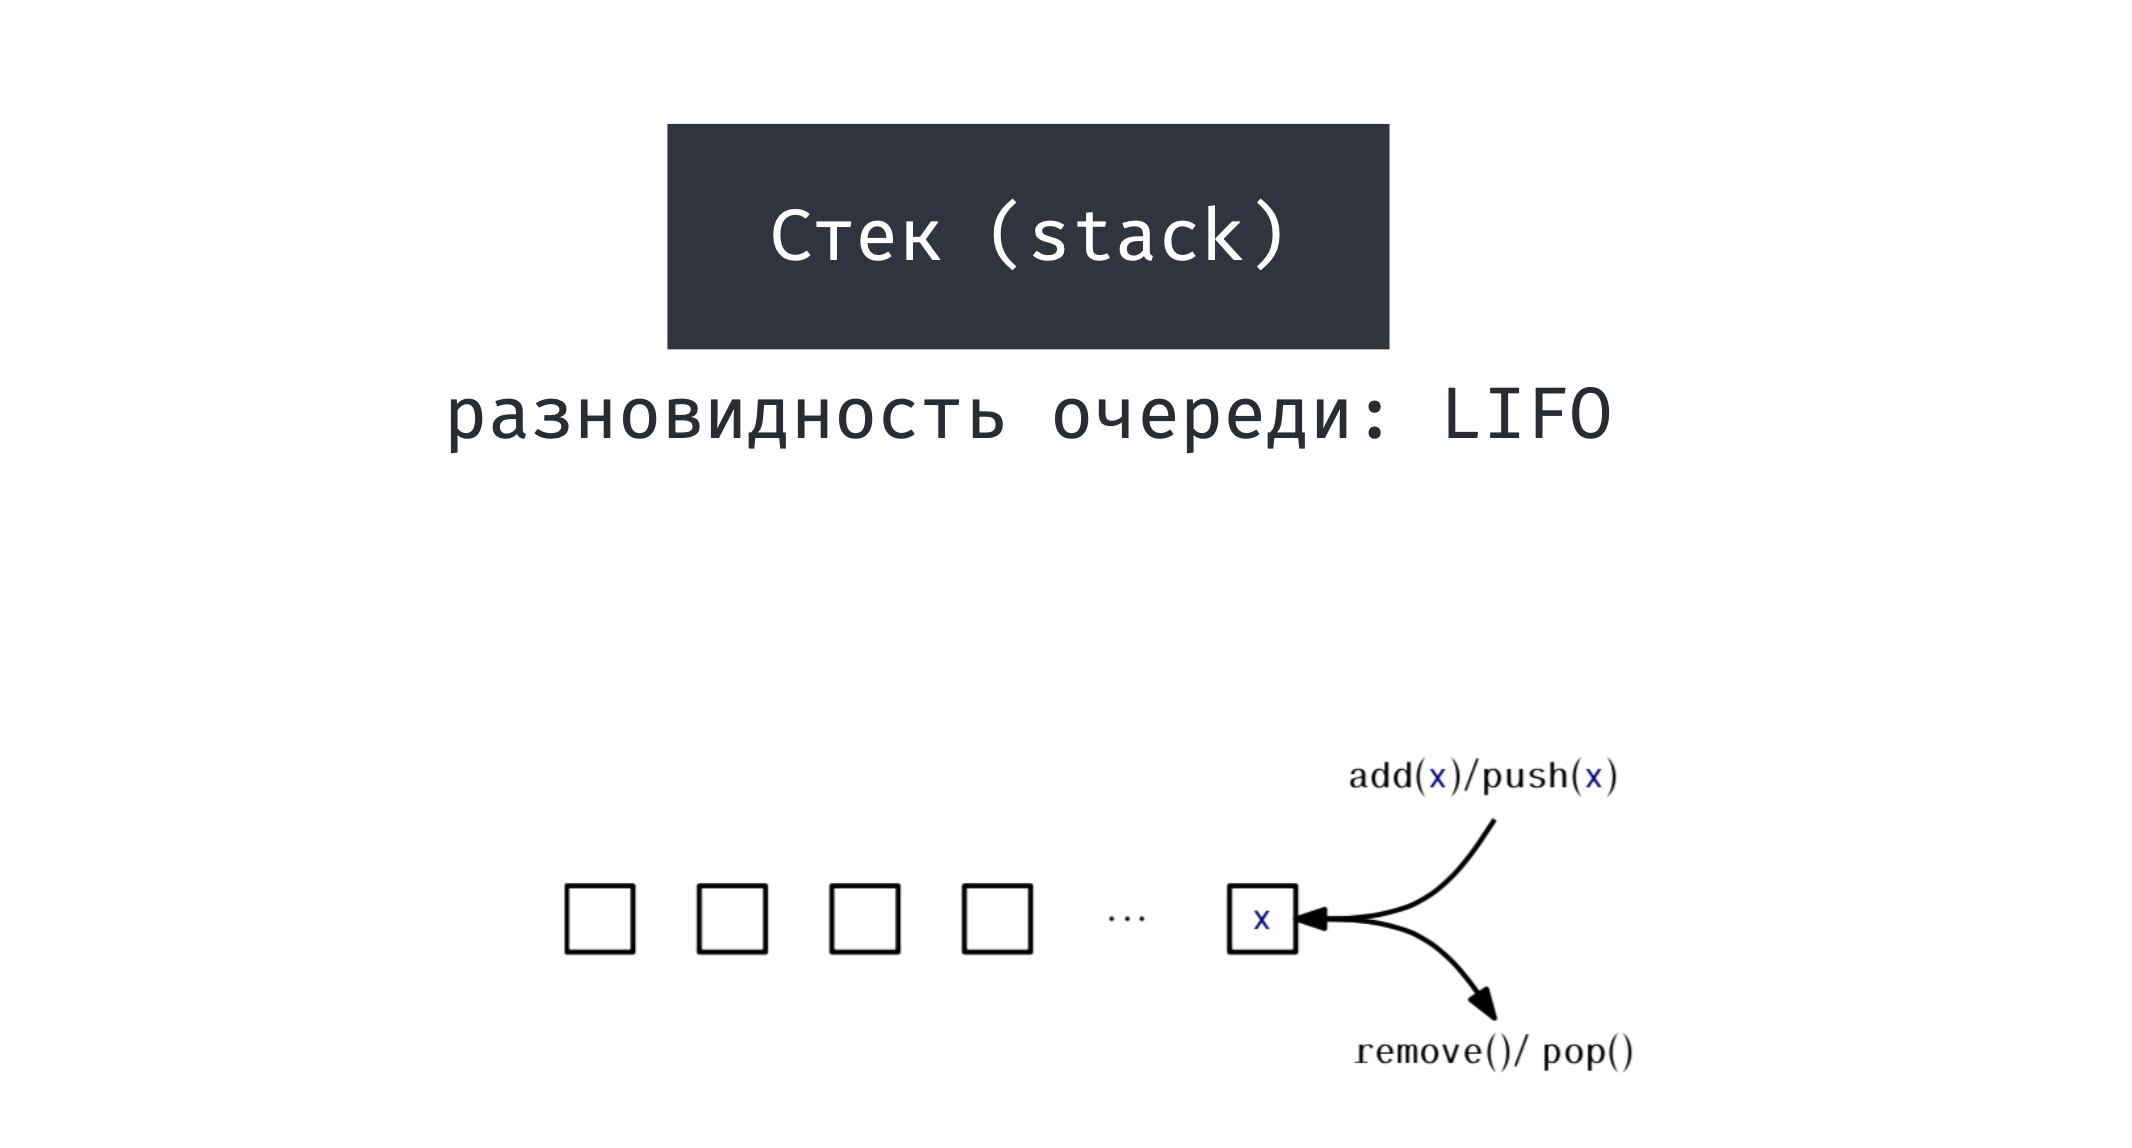 Стек (stack)
разновидность очереди: LIFO
add(x)/push(x)
... x
remove()/ pop()